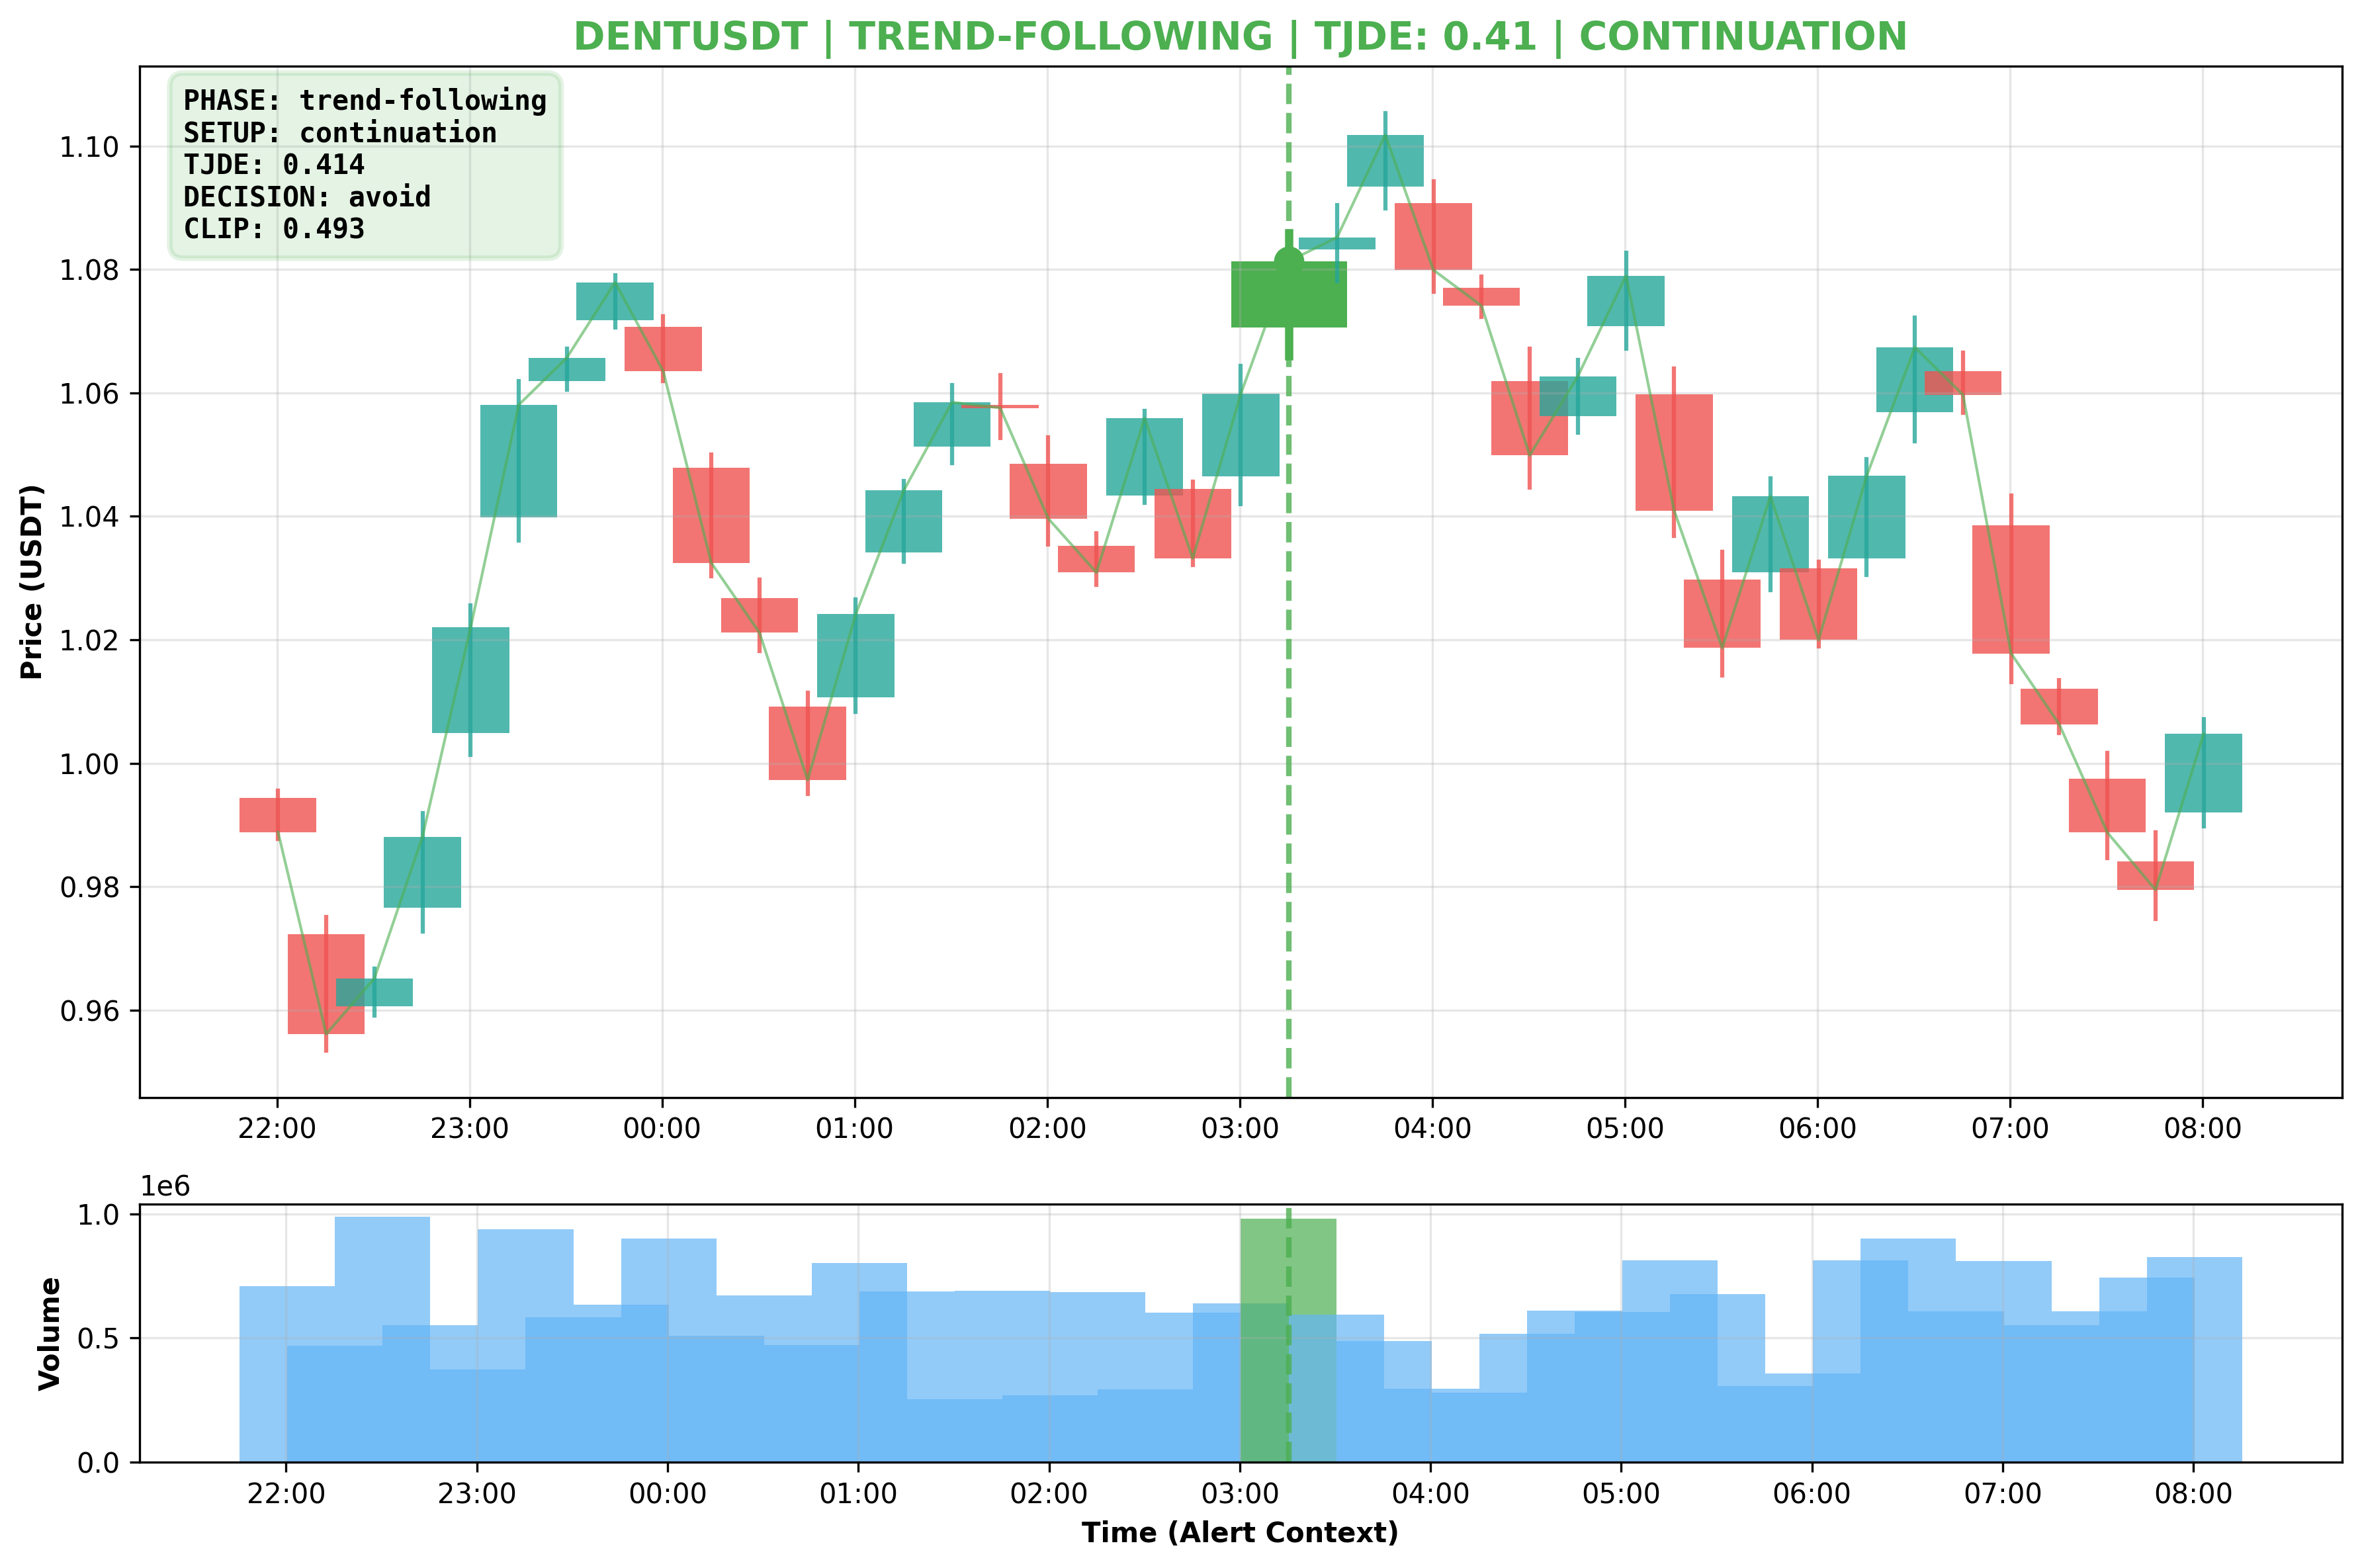 DENTUSDT | TREND-FOLLOWING | TJDE: 0.41 | CONTINUATION
PHASE: trend-following
SETUP: continuation
TJDE: 0.414
DECISION: avoid
CLIP: 0.493
Price (USDT)
1.10
1.08
1.06
1.04
1.02
1.00
0.98
0.96
22:00 23:00 00:00 01:00 02:00 03:00 04:00 05:00 06:00 07:00 08:00
1e6
Volume
1.0
0.5
0.0
22:00 23:00 00:00 01:00 02:00 03:00 04:00 05:00 06:00 07:00 08:00
Time (Alert Context)